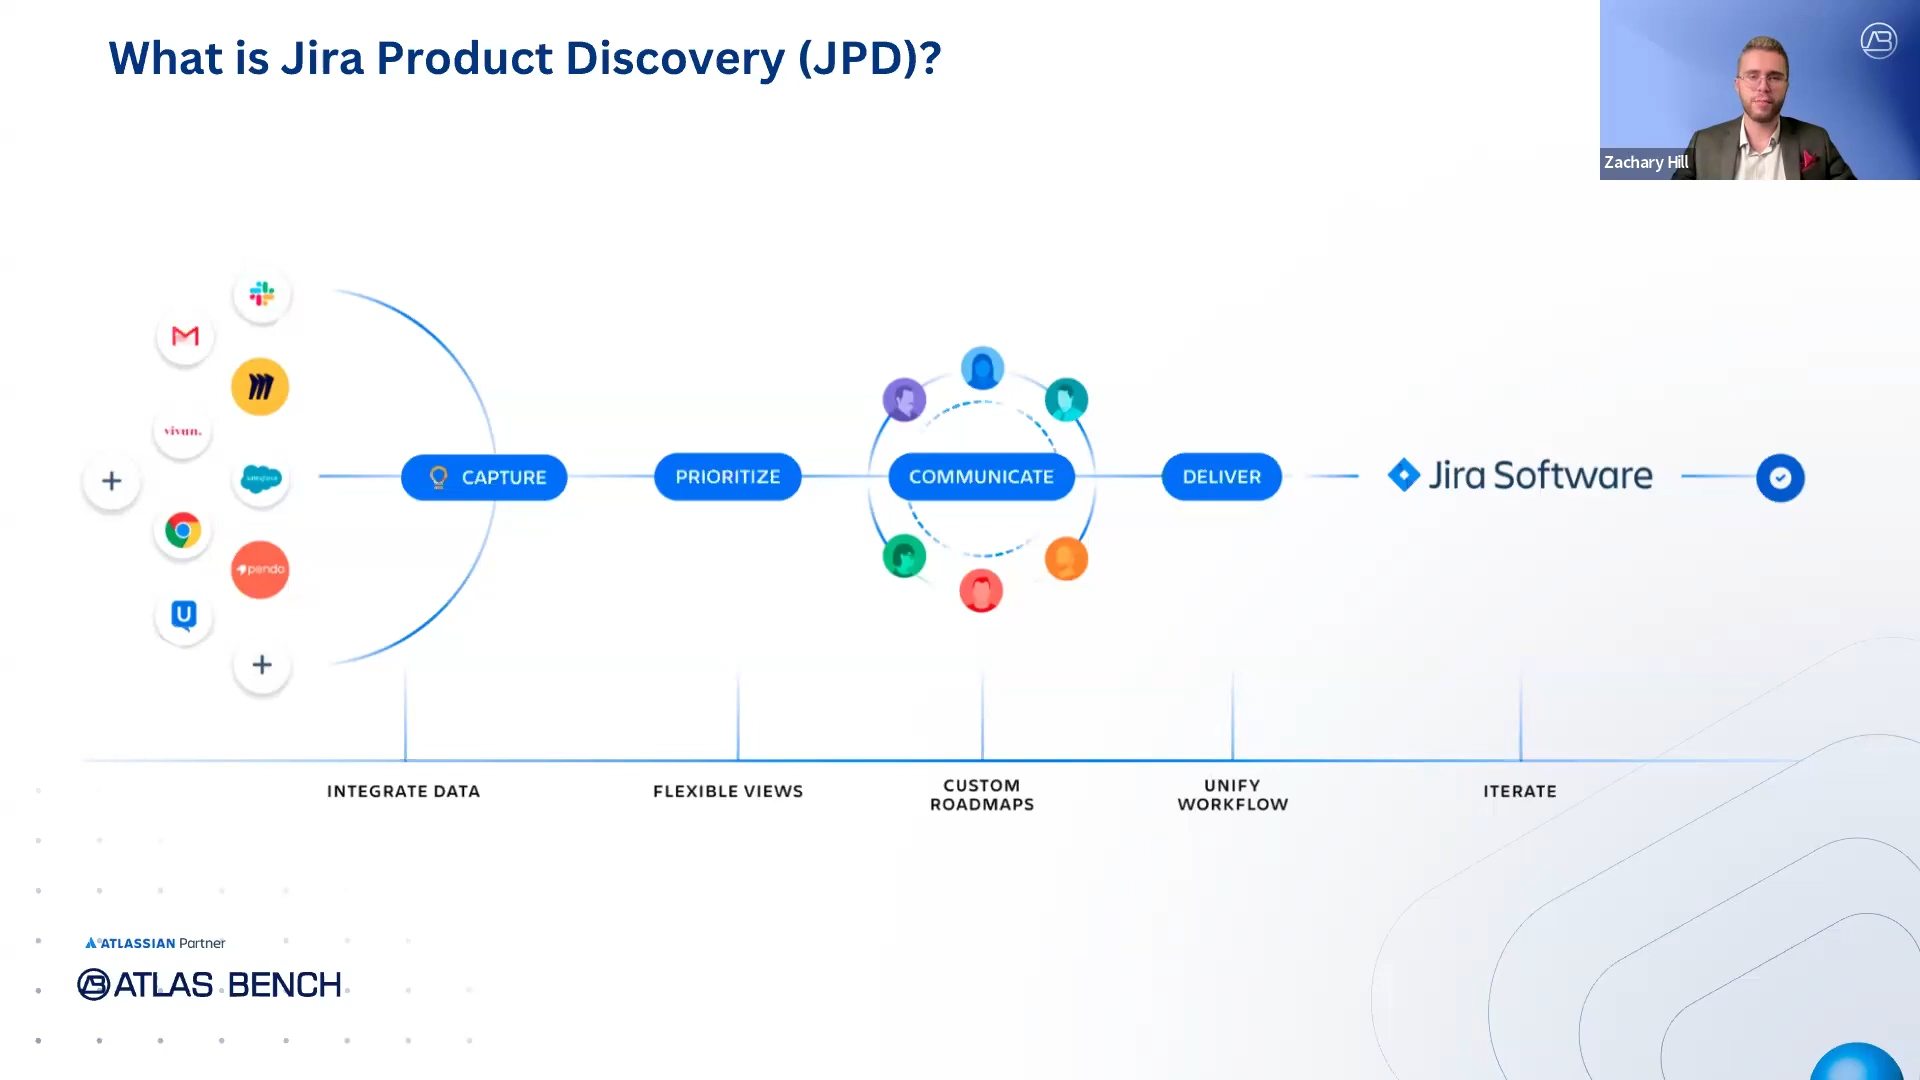 What is Jira Product Discovery (JPD)?
Zachary Hill
vivun.
salesforce
pendo
CAPTURE
PRIORITIZE
COMMUNICATE
DELIVER
Jira Software
INTEGRATE DATA
FLEXIBLE VIEWS
CUSTOM
ROADMAPS
UNIFY
WORKFLOW
ITERATE
ATLASSIAN Partner
ATLAS BENCH